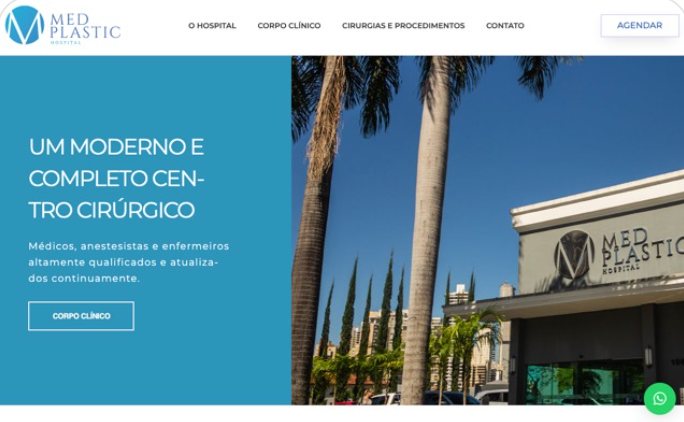 MED
PLASTIC
HOSPITAL
O HOSPITAL
CORPO CLÍNICO
CIRURGIAS E PROCEDIMENTOS
CONTATO
AGENDAR
UM MODERNO E
COMPLETO CEN-
TRO CIRÚRGICO
Médicos, anestesistas e enfermeiros
altamente qualificados e atualiza-
dos continuamente.
CORPO CLÍNICO
MED
PLASTIC
HOSPITAL